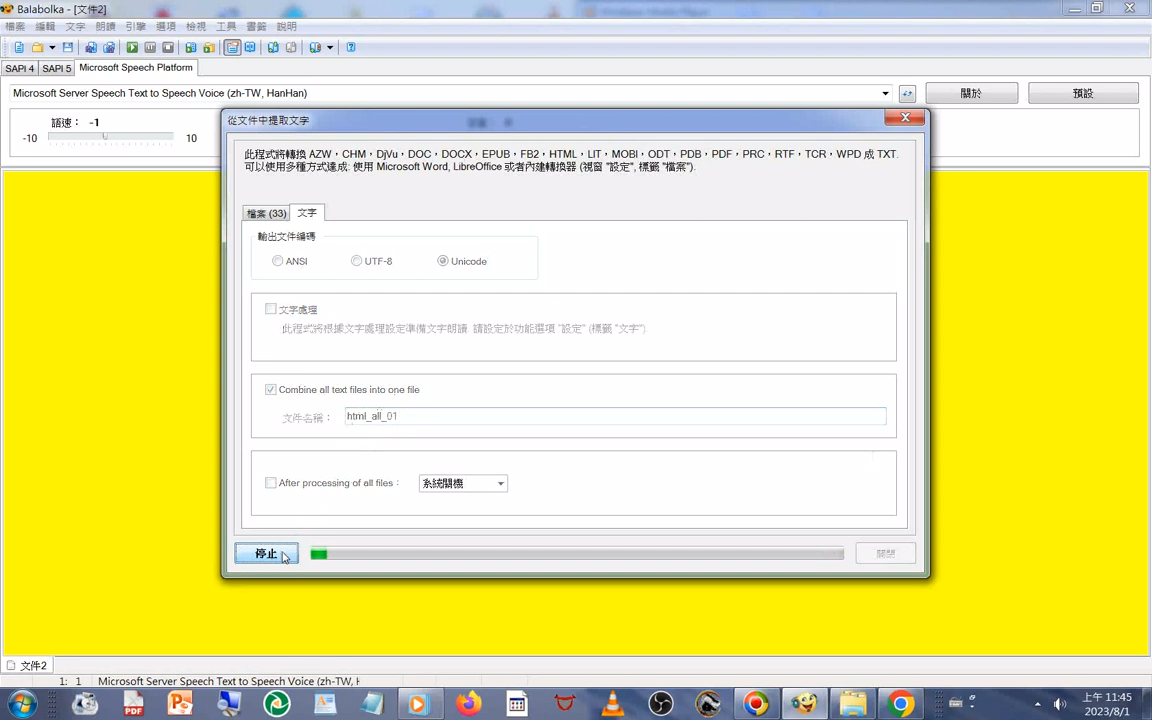 Balabolka - [文件2]
檔案 編輯 文字 朗讀 引擎 選項 檢視 工具 書籤 說明
SAPI 4 SAPI 5 Microsoft Speech Platform
Microsoft Server Speech Text to Speech Voice (zh-TW, HanHan)
關於 預設
語速： -1
-10 10
從文件中提取文字
此程式將轉換 AZW，CHM，DjVu，DOC，DOCX，EPUB，FB2，HTML，LIT，MOBI，ODT，PDB，PDF，PRC，RTF，TCR，WPD 成 TXT.
可以使用多種方式達成: 使用 Microsoft Word, LibreOffice 或者內建轉換器 (視窗 "設定", 標籤 "檔案").
檔案 (33) 文字
輸出文件編碼
ANSI UTF-8 Unicode
文字處理
此程式將根據文字處理設定準備文字朗讀. 請設定於功能選項 "設定" (標籤 "文字")
Combine all text files into one file
文件名稱： html_all_01
After processing of all files： 系統關機
停止 關閉
文件2
1: 1 Microsoft Server Speech Text to Speech Voice (zh-TW, H
上午 11:45
2023/8/1